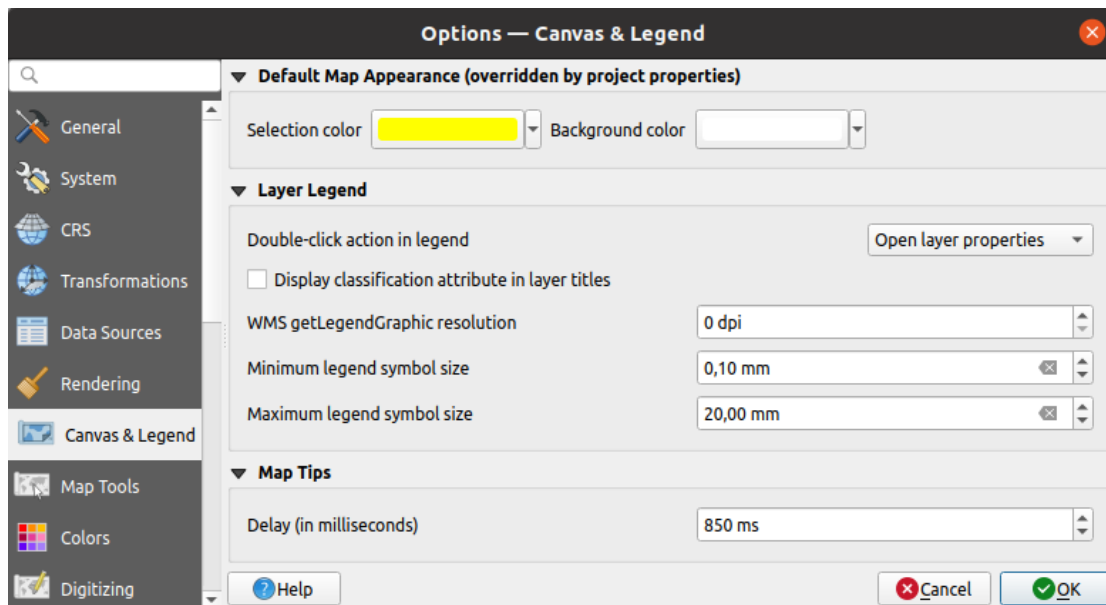 Options — Canvas & Legend
General
System
CRS
Transformations
Data Sources
Rendering
Canvas & Legend
Map Tools
Colors
Digitizing
Default Map Appearance (overridden by project properties)
Selection color Background color
Layer Legend
Double-click action in legend Open layer properties
Display classification attribute in layer titles
WMS getLegendGraphic resolution 0 dpi
Minimum legend symbol size 0,10 mm
Maximum legend symbol size 20,00 mm
Map Tips
Delay (in milliseconds) 850 ms
Help Cancel OK